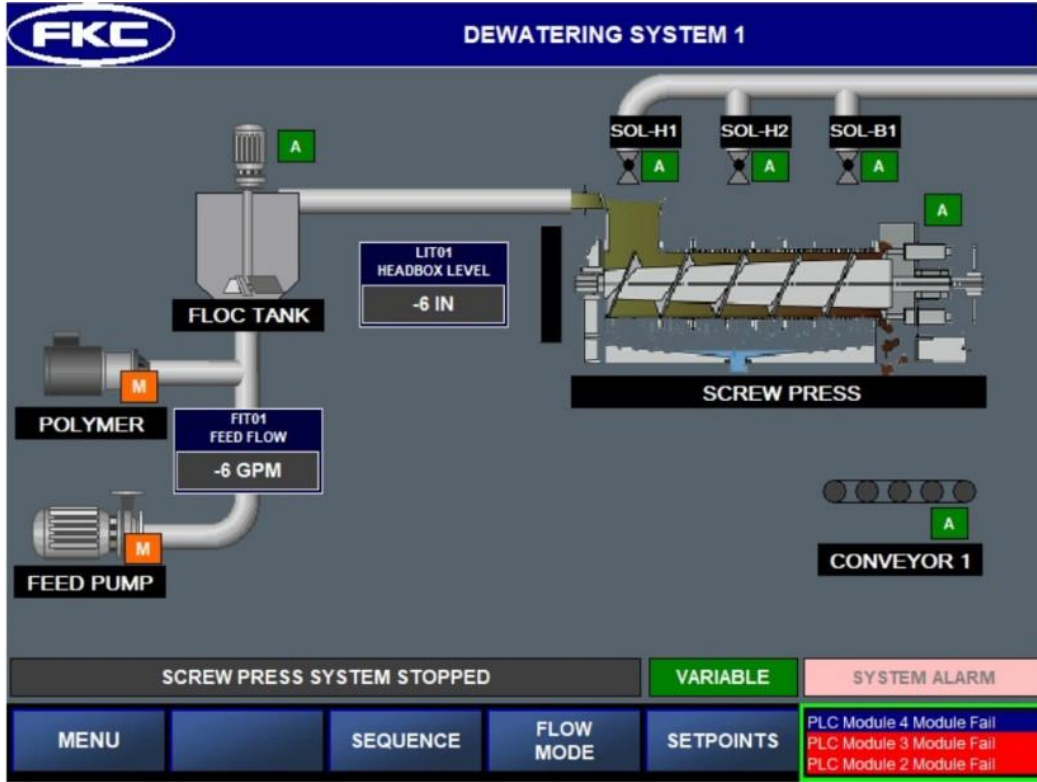 FKC
DEWATERING SYSTEM 1
SOL-H1
SOL-H2
SOL-B1
A
A
A
A
A
LIT01
HEADBOX LEVEL
-6 IN
FLOC TANK
SCREW PRESS
M
POLYMER
FIT01
FEED FLOW
-6 GPM
M
FEED PUMP
A
CONVEYOR 1
SCREW PRESS SYSTEM STOPPED
VARIABLE
SYSTEM ALARM
MENU
SEQUENCE
FLOW
MODE
SETPOINTS
PLC Module 4 Module Fail
PLC Module 3 Module Fail
PLC Module 2 Module Fail